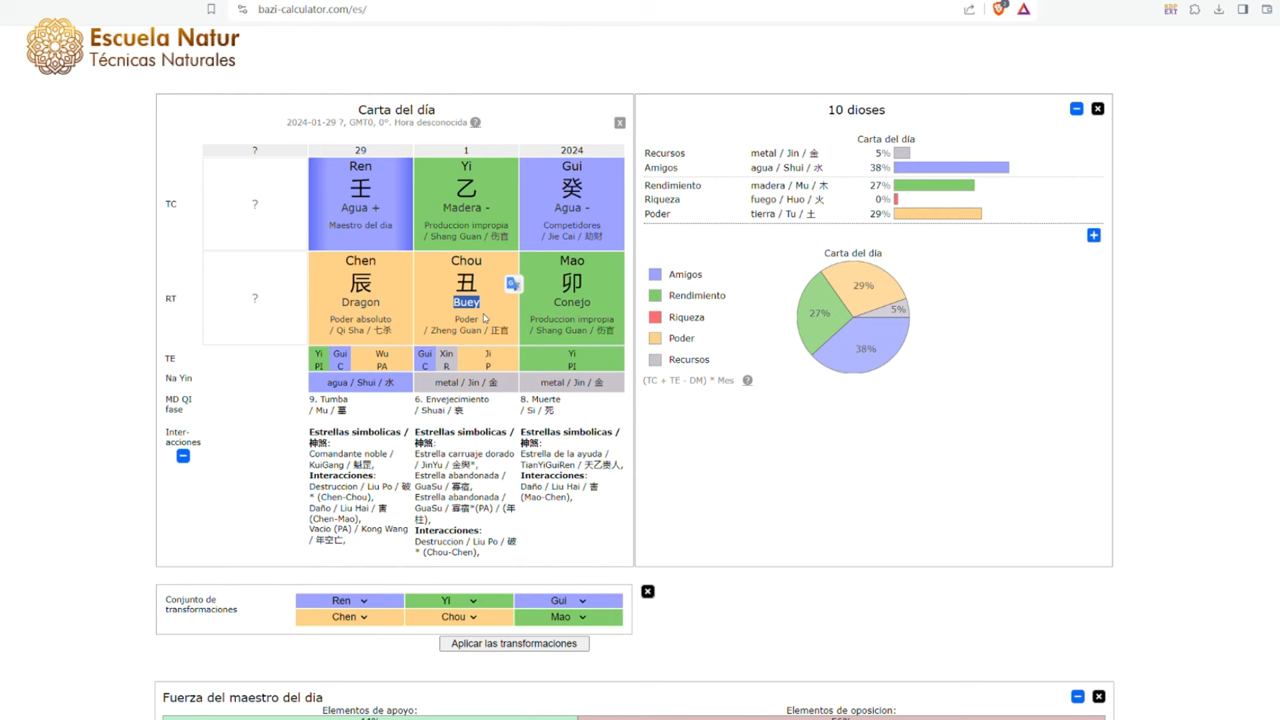 bazi-calculator.com/es/
Escuela Natur
Técnicas Naturales
Carta del día
2024-01-29 ?, GMT0, 0°. Hora desconocida ?
X
? 29 1 2024
TC
?
Ren
壬
Agua +
Maestro del dia
Yi
乙
Madera -
Produccion impropia
/ Shang Guan / 伤官
Gui
癸
Agua -
Competidores
/ Jie Cai / 劫财
RT
?
Chen
辰
Dragon
Poder absoluto
/ Qi Sha / 七杀
Chou
丑
Buey
Poder
/ Zheng Guan / 正官
Mao
卯
Conejo
Produccion impropia
/ Shang Guan / 伤官
TE
Yi Gui Wu
PI C PA
Gui Xin Ji
C R P
Yi
PI
Na Yin
agua / Shui / 水
metal / Jin / 金
metal / Jin / 金
MD QI
fase
9. Tumba
/ Mu / 墓
6. Envejecimiento
/ Shuai / 衰
8. Muerte
/ Si / 死
Inter-
acciones
Estrellas simbolicas /
神煞:
Comandante noble /
KuiGang / 魁罡,
Interacciones:
Destruccion / Liu Po / 破
* (Chen-Chou),
Daño / Liu Hai / 害
(Chen-Mao),
Vacio (PA) / Kong Wang
/ 年空亡,
Estrellas simbolicas /
神煞:
Estrella carruaje dorado
/ JinYu / 金舆*,
Estrella abandonada /
GuaSu / 寡宿,
Estrella abandonada /
GuaSu / 寡宿*(PA) / (年
柱),
Interacciones:
Destruccion / Liu Po / 破
* (Chou-Chen),
Estrellas simbolicas /
神煞:
Estrella de la ayuda /
TianYiGuiRen / 天乙贵人,
Interacciones:
Daño / Liu Hai / 害
(Mao-Chen),
10 dioses
Carta del día
Recursos metal / Jin / 金 5%
Amigos agua / Shui / 水 38%
Rendimiento madera / Mu / 木 27%
Riqueza fuego / Huo / 火 0%
Poder tierra / Tu / 土 29%
Carta del día
Amigos
Rendimiento
Riqueza
Poder
Recursos
29%
5%
27%
38%
(TC + TE - DM) * Mes ?
Conjunto de
transformaciones
Ren Yi Gui
Chen Chou Mao
Aplicar las transformaciones
Fuerza del maestro del dia
Elementos de apoyo:
Elementos de oposicion: